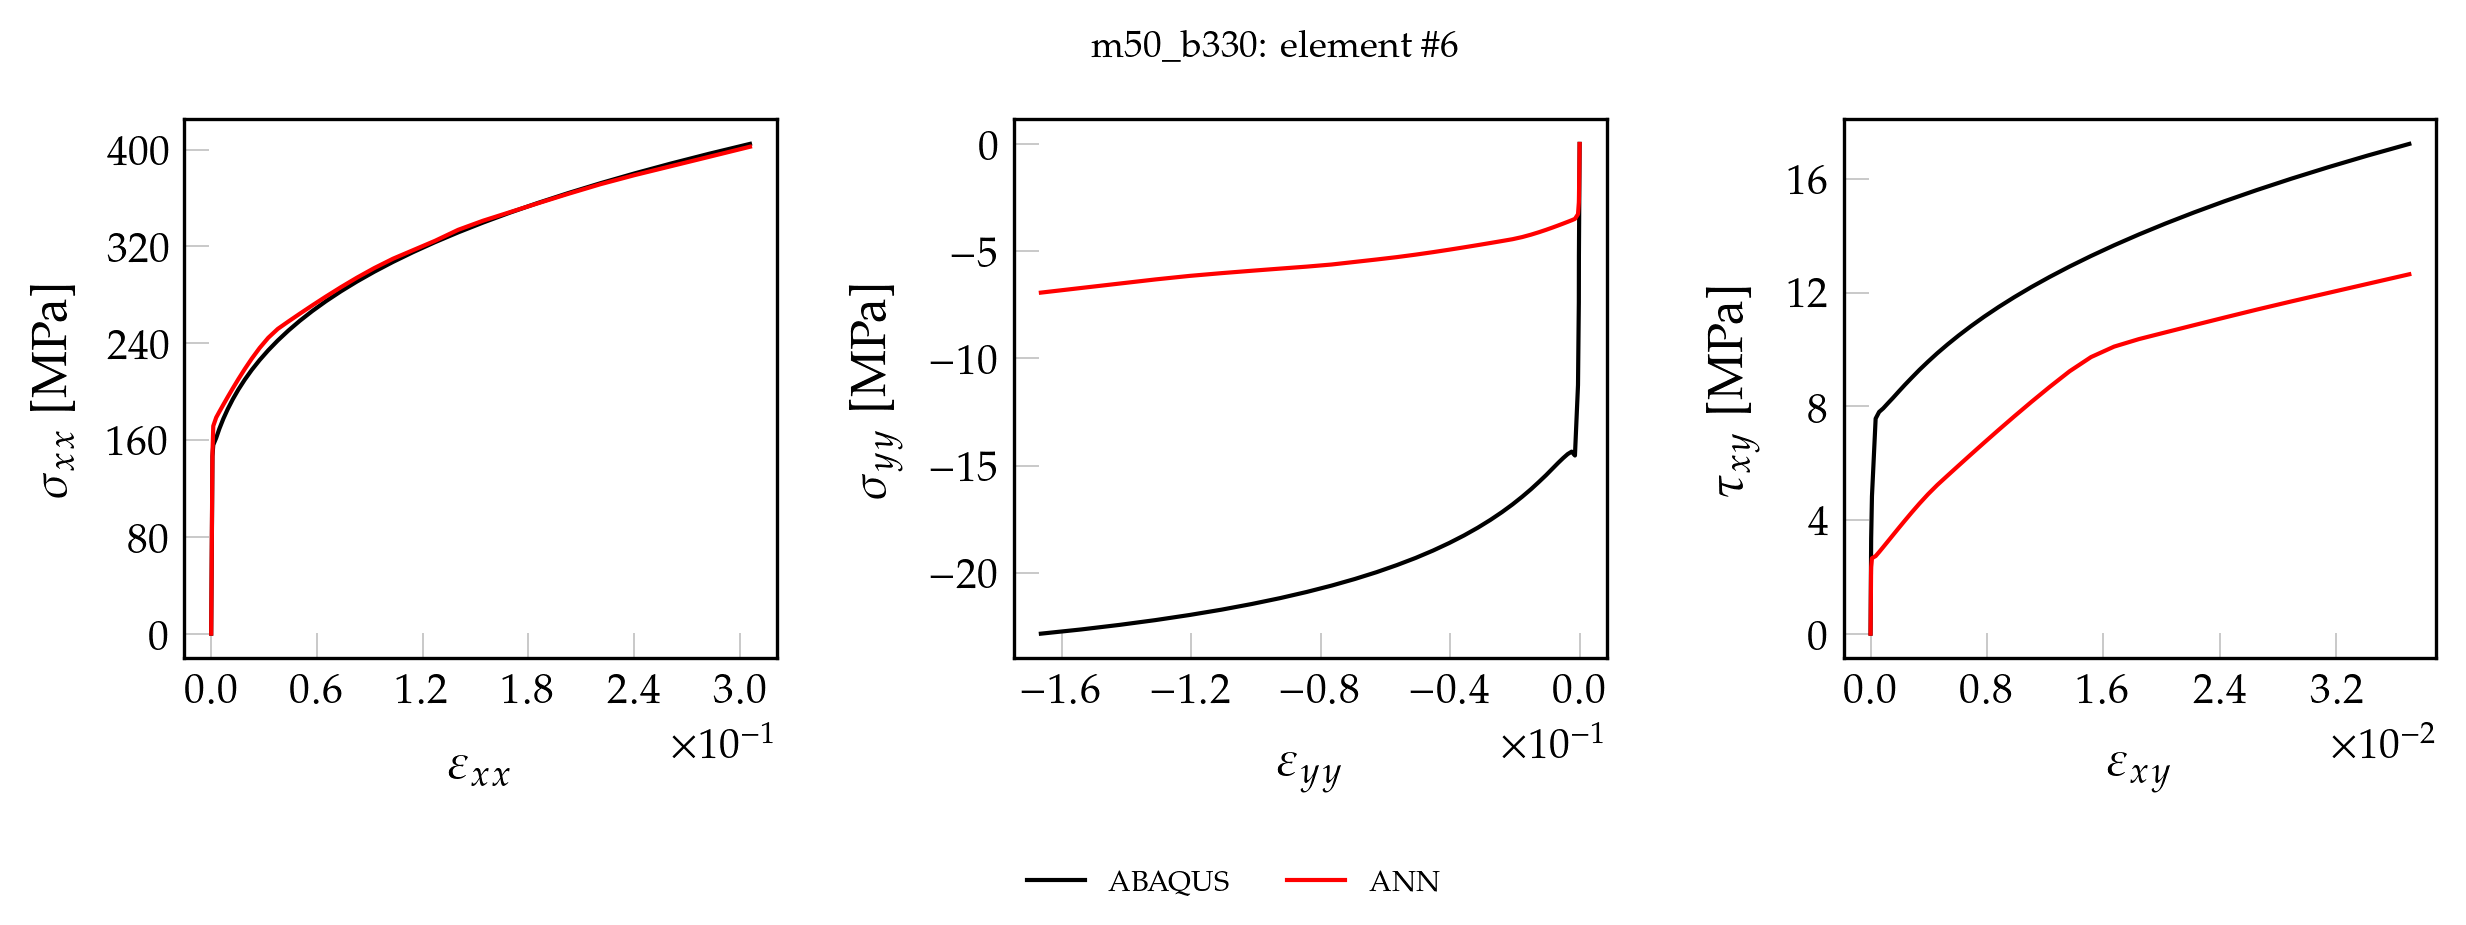 m50_b330: element #6
400
320
240
160
80
0
σxx [MPa]
0.0 0.6 1.2 1.8 2.4 3.0
×10−1
εxx
0
−5
−10
−15
−20
σyy [MPa]
−1.6 −1.2 −0.8 −0.4 0.0
×10−1
εyy
16
12
8
4
0
τxy [MPa]
0.0 0.8 1.6 2.4 3.2
×10−2
εxy
ABAQUS ANN